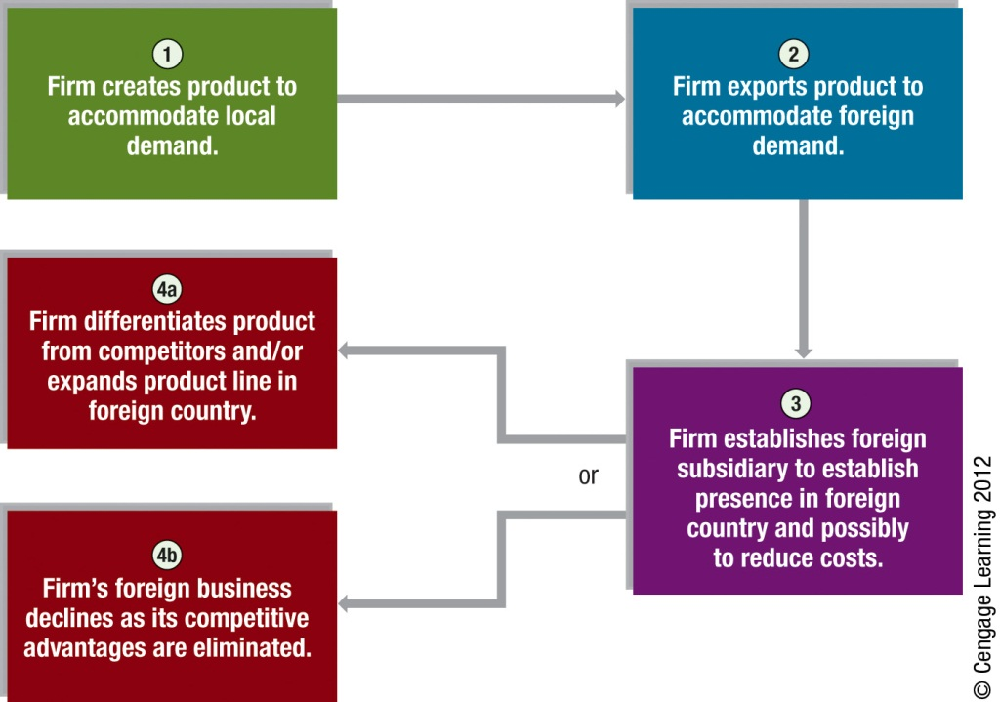 1
Firm creates product to
accommodate local
demand.
2
Firm exports product to
accommodate foreign
demand.
3
Firm establishes foreign
subsidiary to establish
presence in foreign
country and possibly
to reduce costs.
or
4a
Firm differentiates product
from competitors and/or
expands product line in
foreign country.
4b
Firm's foreign business
declines as its competitive
advantages are eliminated.
© Cengage Learning 2012